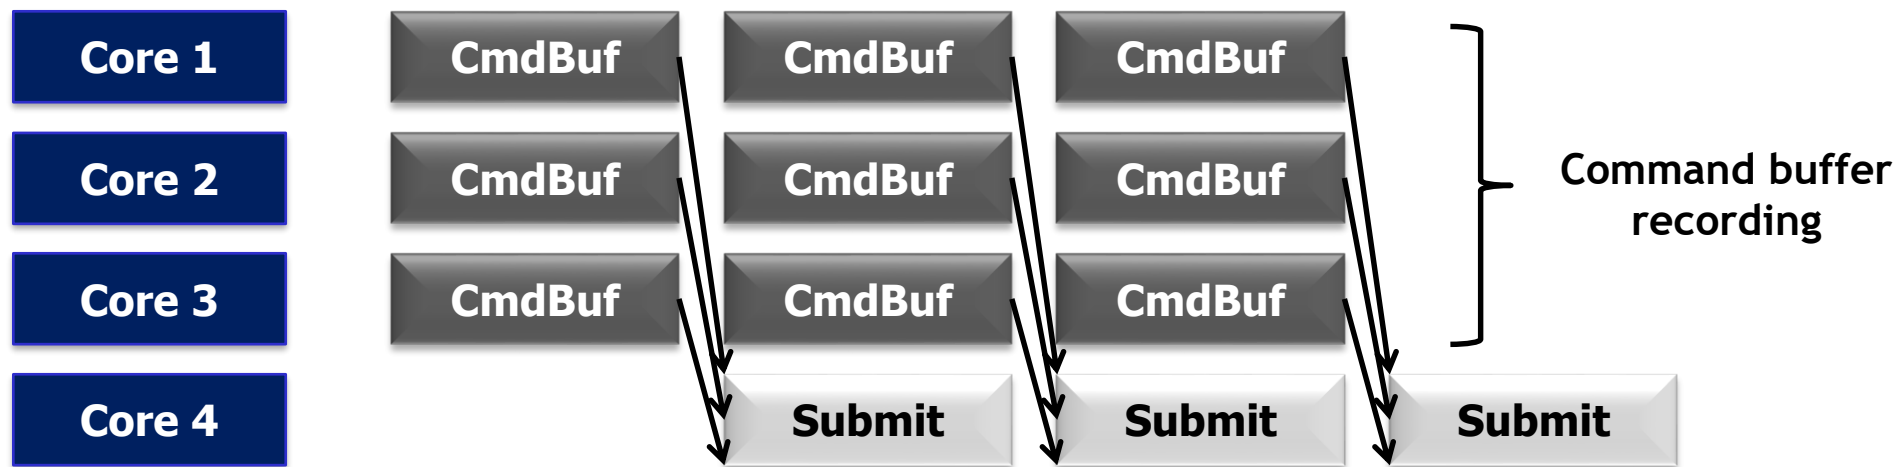 Core 1 CmdBuf CmdBuf CmdBuf
Core 2 CmdBuf CmdBuf CmdBuf
Core 3 CmdBuf CmdBuf CmdBuf
Core 4 Submit Submit Submit
Command buffer
recording